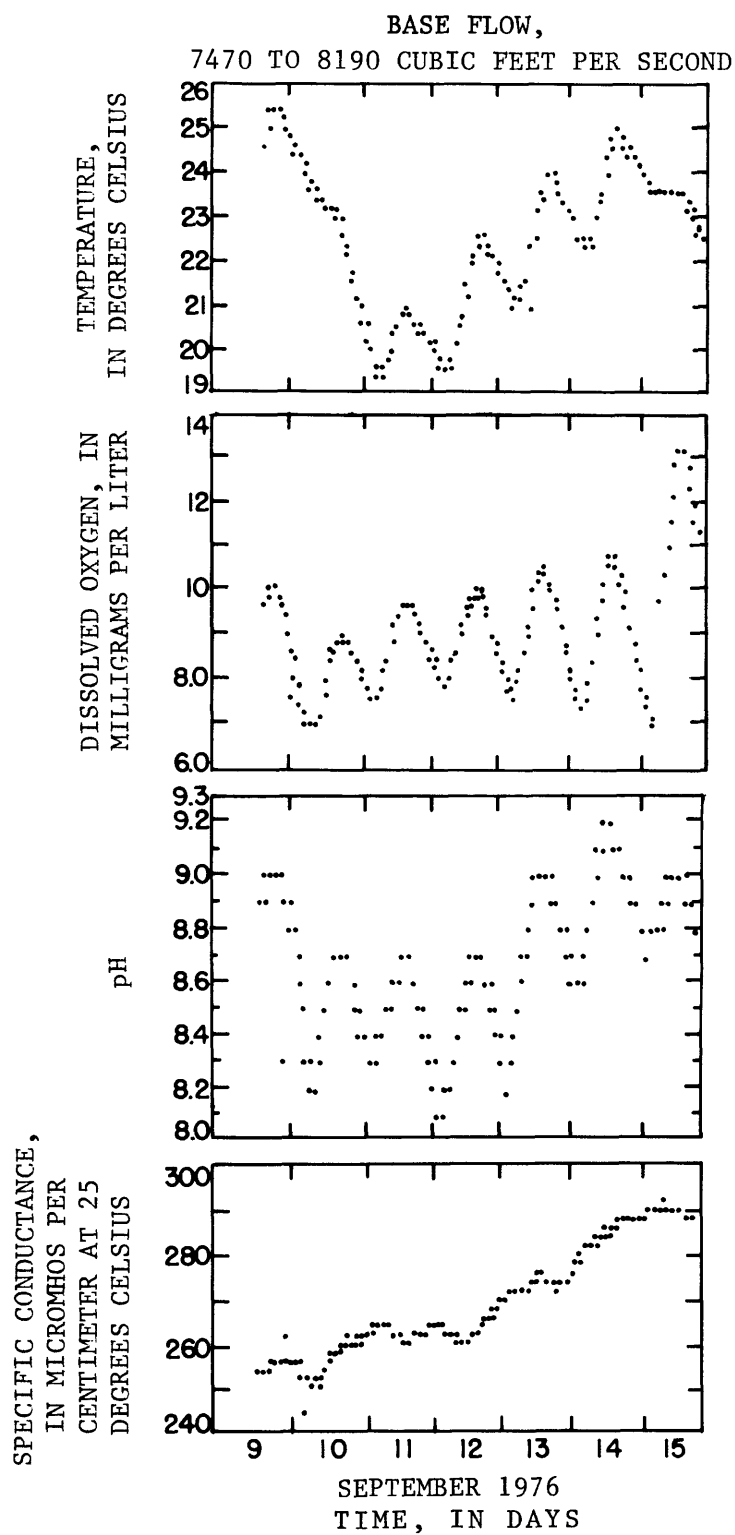 BASE FLOW,
7470 TO 8190 CUBIC FEET PER SECOND
TEMPERATURE,
IN DEGREES CELSIUS
26
25
24
23
22
21
20
19
DISSOLVED OXYGEN, IN
MILLIGRAMS PER LITER
14
12
10
8.0
6.0
pH
9.3
9.2
9.0
8.8
8.6
8.4
8.2
8.0
SPECIFIC CONDUCTANCE,
IN MICROMHOS PER
CENTIMETER AT 25
DEGREES CELSIUS
300
280
260
240
9 10 11 12 13 14 15
SEPTEMBER 1976
TIME, IN DAYS